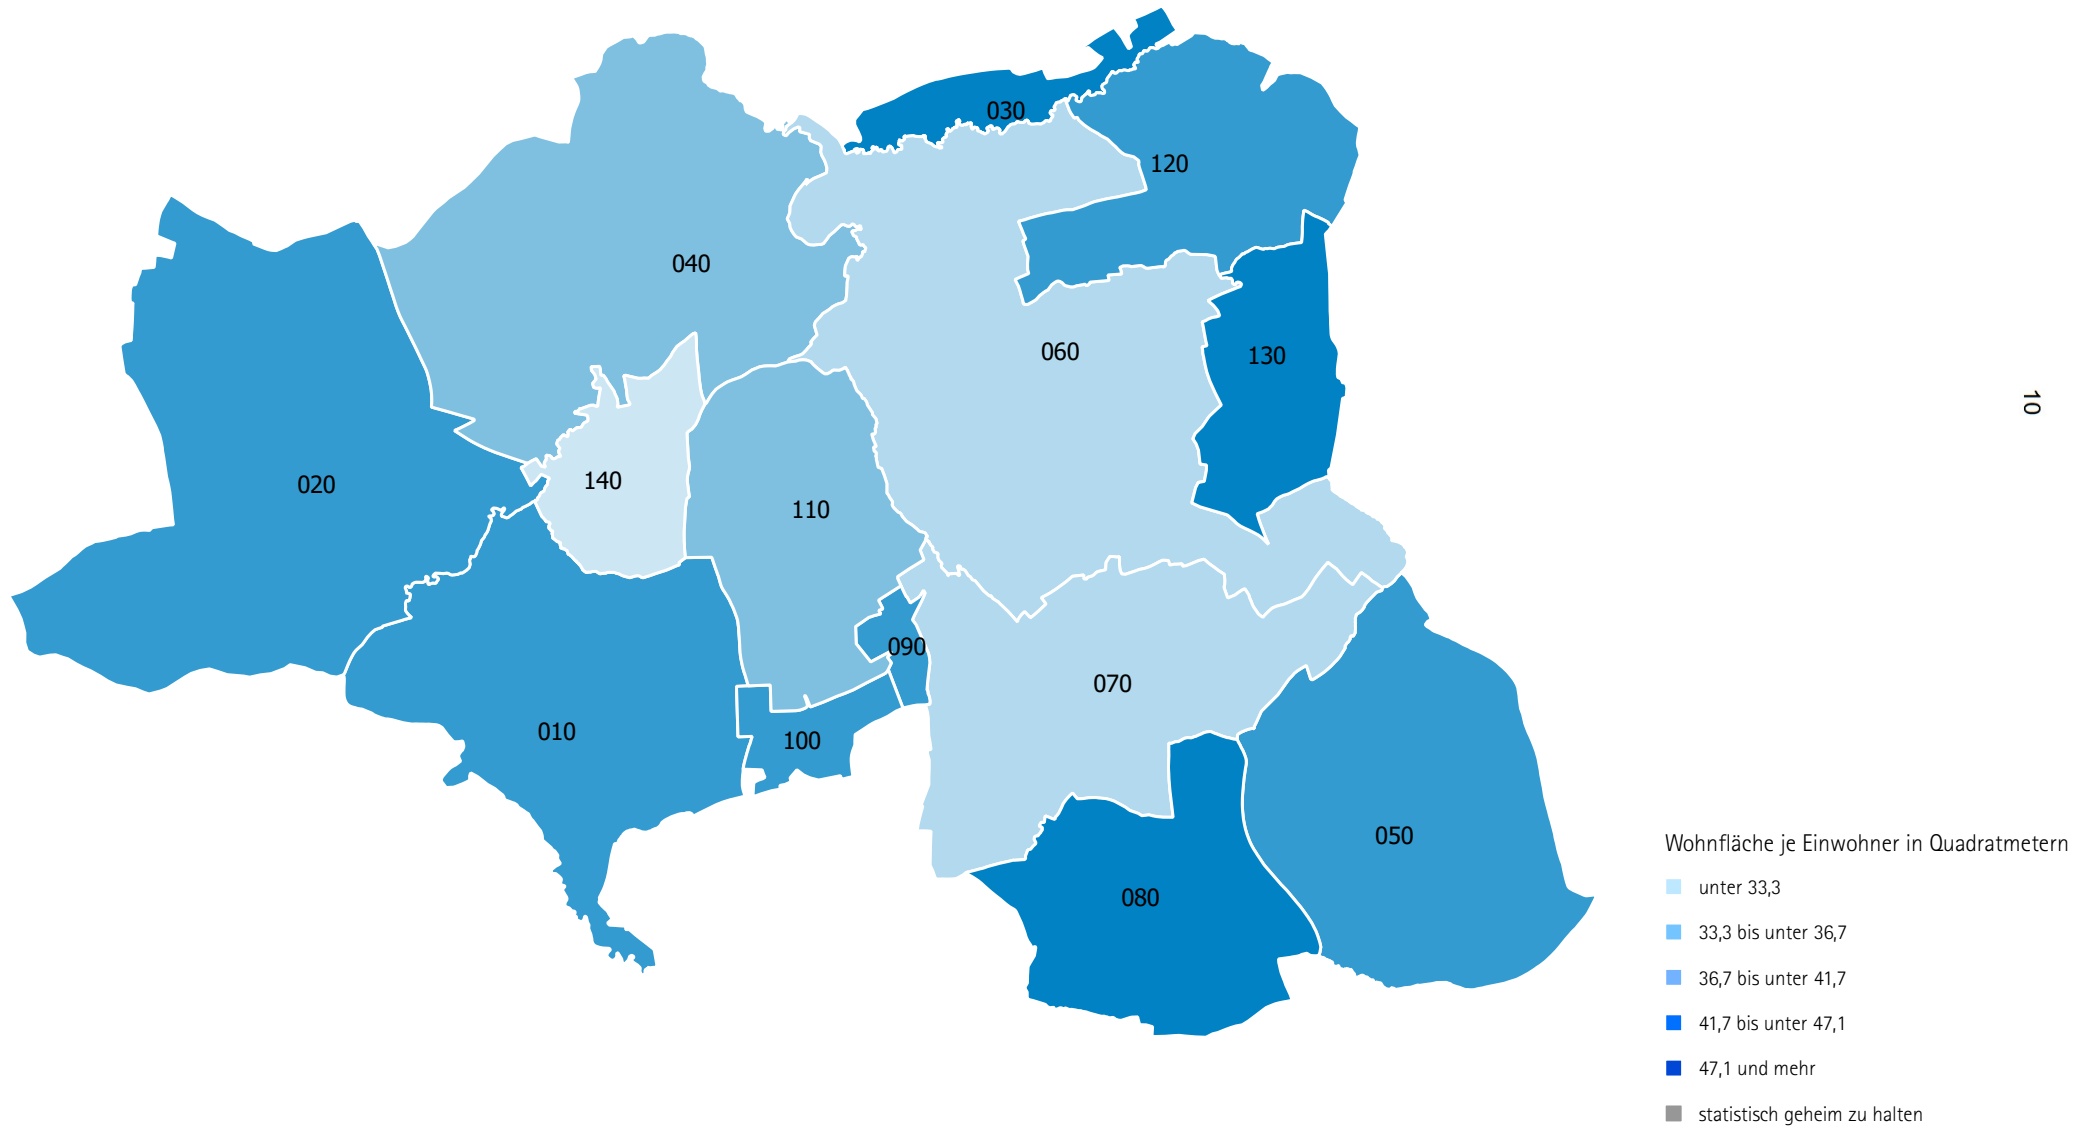 030
120
040
060
130
10
020
140
110
090
070
010
100
050
080
Wohnfläche je Einwohner in Quadratmetern
unter 33,3
33,3 bis unter 36,7
36,7 bis unter 41,7
41,7 bis unter 47,1
47,1 und mehr
statistisch geheim zu halten